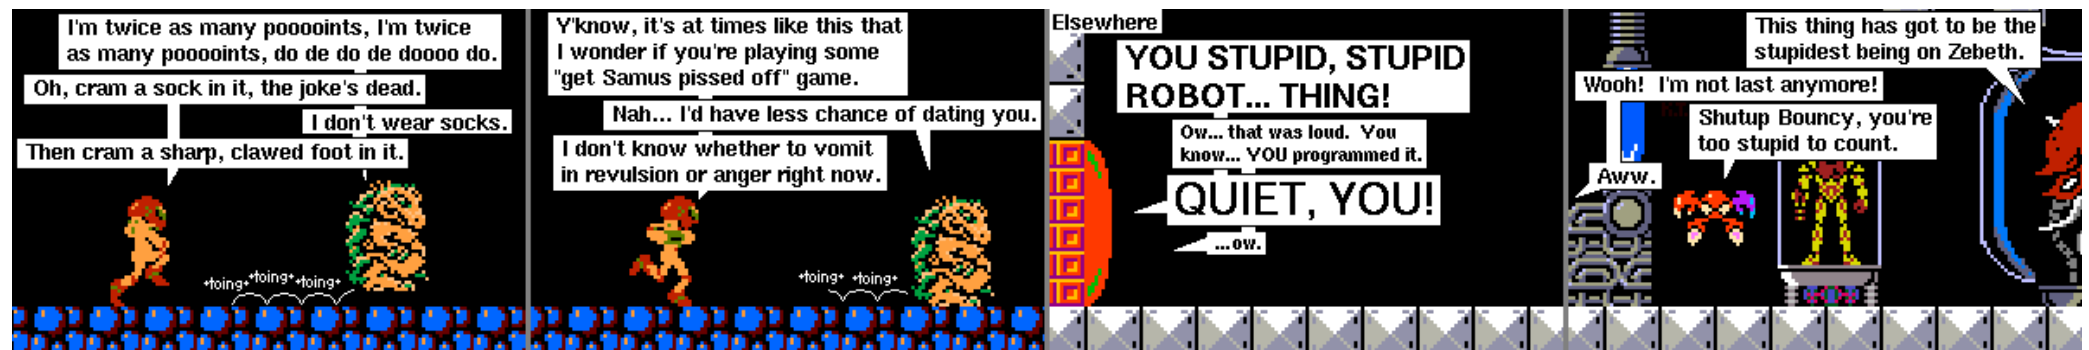 I'm twice as many pooooints, I'm twice
as many pooooints, do de do de doooo do.
Oh, cram a sock in it, the joke's dead.
I don't wear socks.
Then cram a sharp, clawed foot in it.
*toing* *toing* *toing*
Y'know, it's at times like this that
I wonder if you're playing some
"get Samus pissed off" game.
Nah... I'd have less chance of dating you.
I don't know whether to vomit
in revulsion or anger right now.
*toing* *toing*
Elsewhere
YOU STUPID, STUPID
ROBOT... THING!
Ow... that was loud. You
know... YOU programmed it.
QUIET, YOU!
...ow.
This thing has got to be the
stupidest being on Zebeth.
Wooh! I'm not last anymore!
Shutup Bouncy, you're
too stupid to count.
Aww.